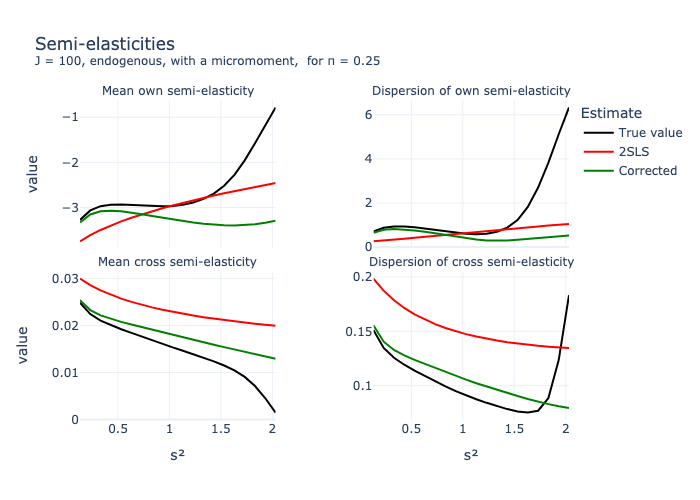 Semi-elasticities
J = 100, endogenous, with a micromoment,  for π = 0.25
Mean own semi-elasticity
Dispersion of own semi-elasticity
−1
−2
−3
value
6
4
2
0
Estimate
True value
2SLS
Corrected
Mean cross semi-elasticity
Dispersion of cross semi-elasticity
0.03
0.02
0.01
0
value
0.2
0.15
0.1
0.5
1
1.5
2
0.5
1
1.5
2
s²
s²